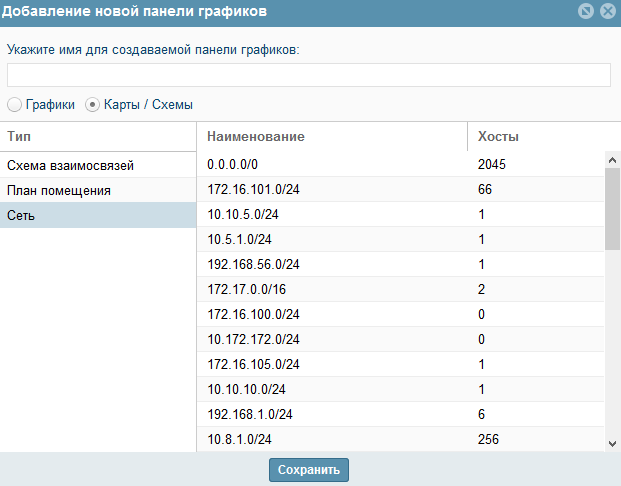 Добавление новой панели графиков
Укажите имя для создаваемой панели графиков:
Графики Карты / Схемы
Тип Наименование Хосты
Схема взаимосвязей 0.0.0.0/0 2045
План помещения 172.16.101.0/24 66
Сеть 10.10.5.0/24 1
10.5.1.0/24 1
192.168.56.0/24 1
172.17.0.0/16 2
172.16.100.0/24 0
10.172.172.0/24 0
172.16.105.0/24 1
10.10.10.0/24 1
192.168.1.0/24 6
10.8.1.0/24 256
Сохранить